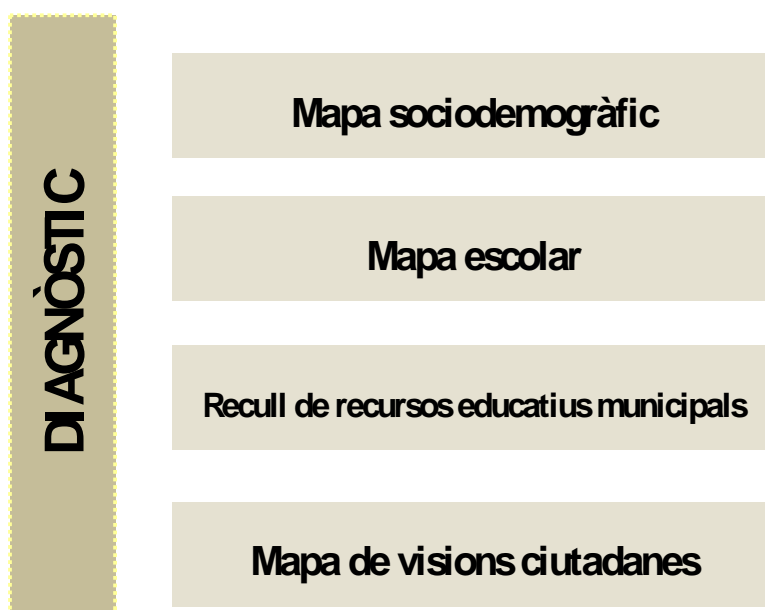 DIAGNÒSTIC
Mapa sociodemogràfic
Mapa escolar
Recull de recursos educatius municipals
Mapa de visions ciutadanes